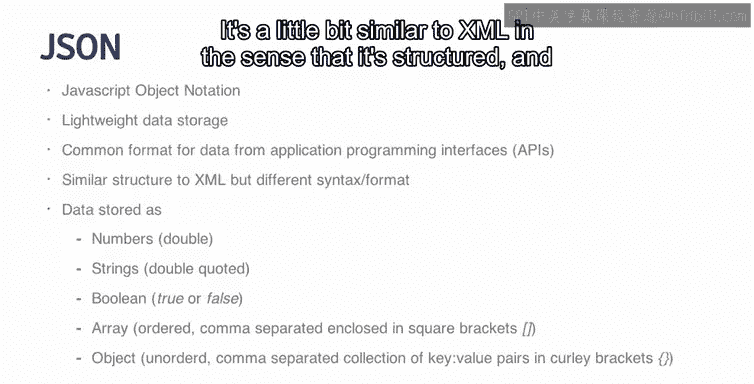 It's a little bit similar to XML in
the sense that it's structured, and
JSON
· Javascript Object Notation
· Lightweight data storage
· Common format for data from application programming interfaces (APIs)
· Similar structure to XML but different syntax/format
· Data stored as
- Numbers (double)
- Strings (double quoted)
- Boolean (true or false)
- Array (ordered, comma separated enclosed in square brackets [])
- Object (unorderd, comma separated collection of key:value pairs in curley brackets {})